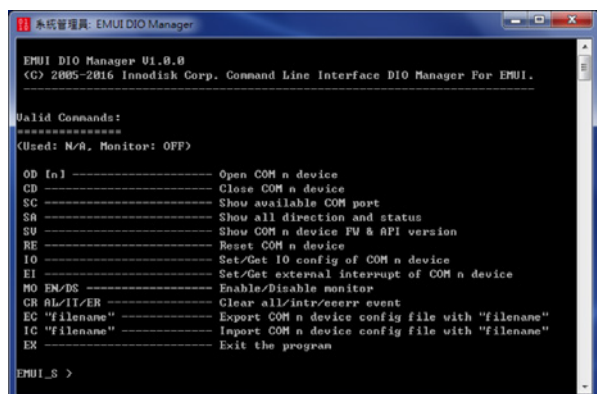 系統管理員: EMUI DIO Manager
EMUI DIO Manager V1.0.0
(C) 2005-2016 Innodisk Corp. Command Line Interface DIO Manager For EMUI.
------------------------------------------------------------------------
Valid Commands:
===============
(Used: N/A, Monitor: OFF)
OD [n] -------------------- Open COM n device
CD ------------------------ Close COM n device
SC ------------------------ Show available COM port
SA ------------------------ Show all direction and status
SV ------------------------ Show COM n device FW & API version
RE ------------------------ Reset COM n device
IO ------------------------ Set/Get IO config of COM n device
EI ------------------------ Set/Get external interrupt of COM n device
MO EN/DS ------------------ Enable/Disable monitor
CR AL/IT/ER --------------- Clear all/intr/eeerr event
EC "filename" ------------- Export COM n device config file with "filename"
IC "filename" ------------- Import COM n device config file with "filename"
EX ------------------------ Exit the program
EMUI_S >